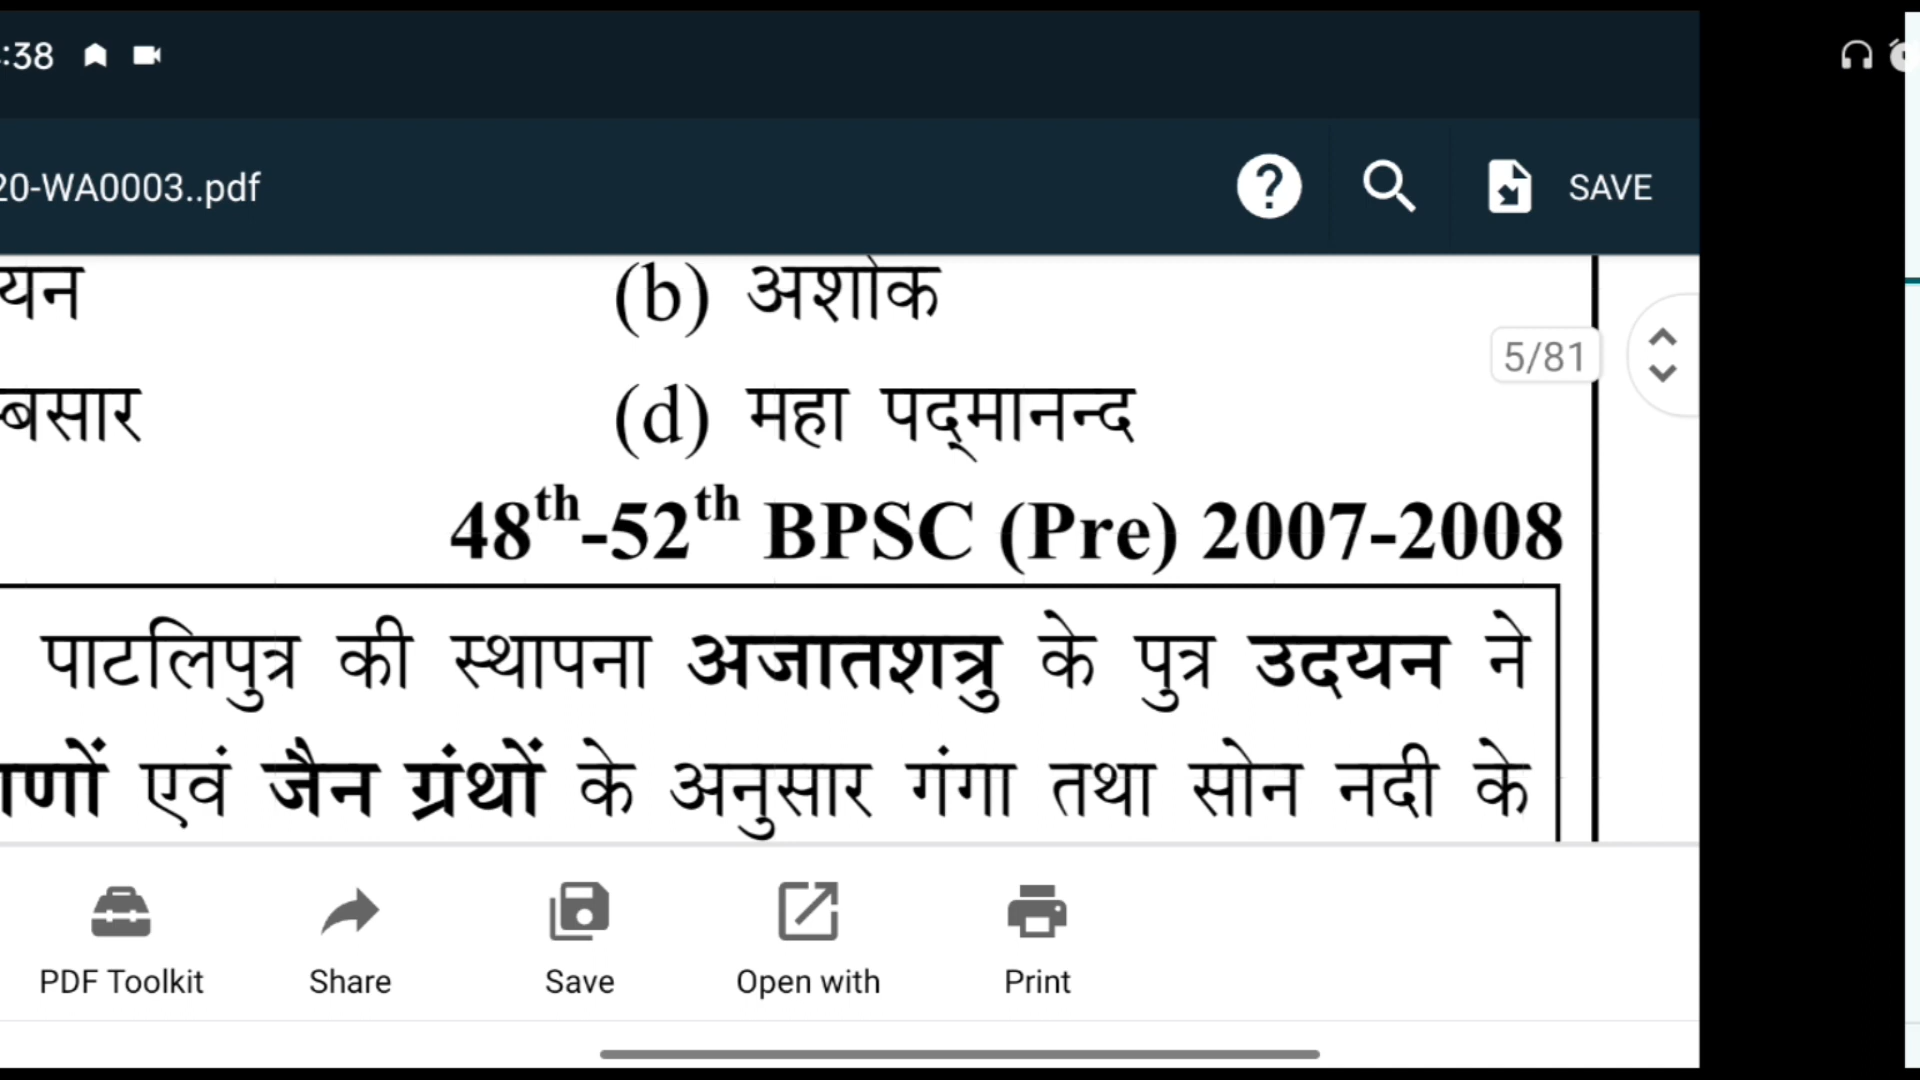 :38
20-WA0003..pdf
SAVE
यन (b) अशोक
5/81
बसार (d) महा पद्मानन्द
48th-52th BPSC (Pre) 2007-2008
पाटलिपुत्र की स्थापना अजातशत्रु के पुत्र उदयन ने
णों एवं जैन ग्रंथों के अनुसार गंगा तथा सोन नदी के
PDF Toolkit Share Save Open with Print